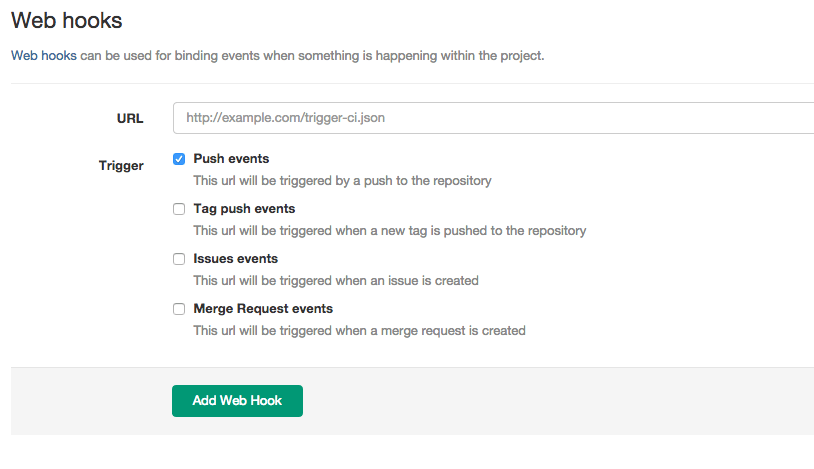 Web hooks
Web hooks can be used for binding events when something is happening within the project.
URL
http://example.com/trigger-ci.json
Trigger
Push events
This url will be triggered by a push to the repository
Tag push events
This url will be triggered when a new tag is pushed to the repository
Issues events
This url will be triggered when an issue is created
Merge Request events
This url will be triggered when a merge request is created
Add Web Hook